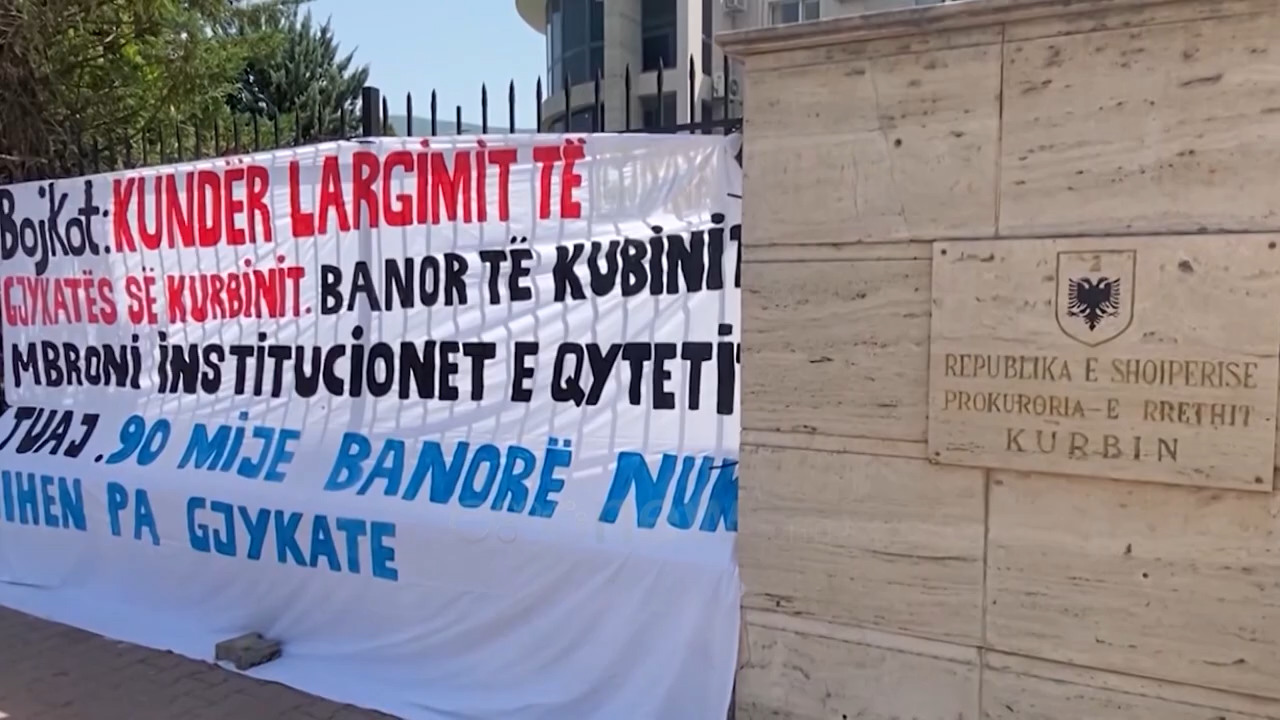 Bojkot: KUNDËR LARGIMIT TË
GJYKATËS SË KURBINIT. BANOR TË KUBINIT
MBRONI INSTITUCIONET E QYTETIT
TUAJ. 90 MIJE BANORË NUK
IHEN PA GJYKATE
REPUBLIKA E SHQIPERISE
PROKURORIA-E RRETHIT
KURBIN